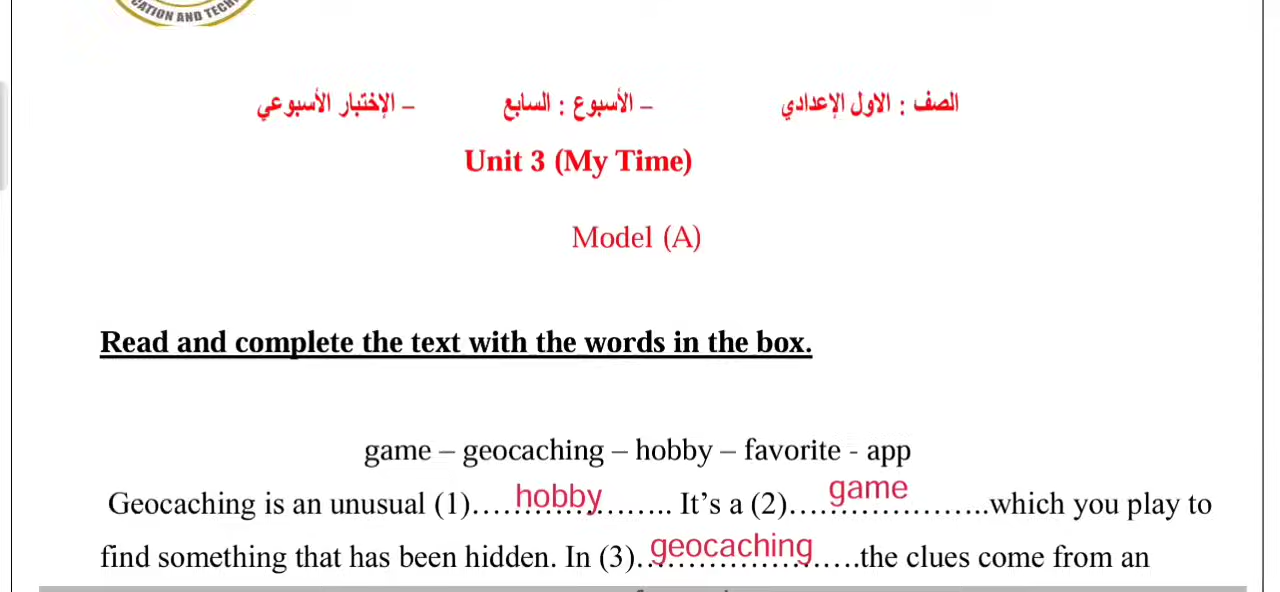 CATION AND TECH
الصف : الاول الإعدادي – الأسبوع : السابع – الإختبار الأسبوعي
Unit 3 (My Time)
Model (A)
Read and complete the text with the words in the box.
game – geocaching – hobby – favorite - app
Geocaching is an unusual (1)....hobby........ It’s a (2)....game....................which you play to
find something that has been hidden. In (3).geocaching.....the clues come from an